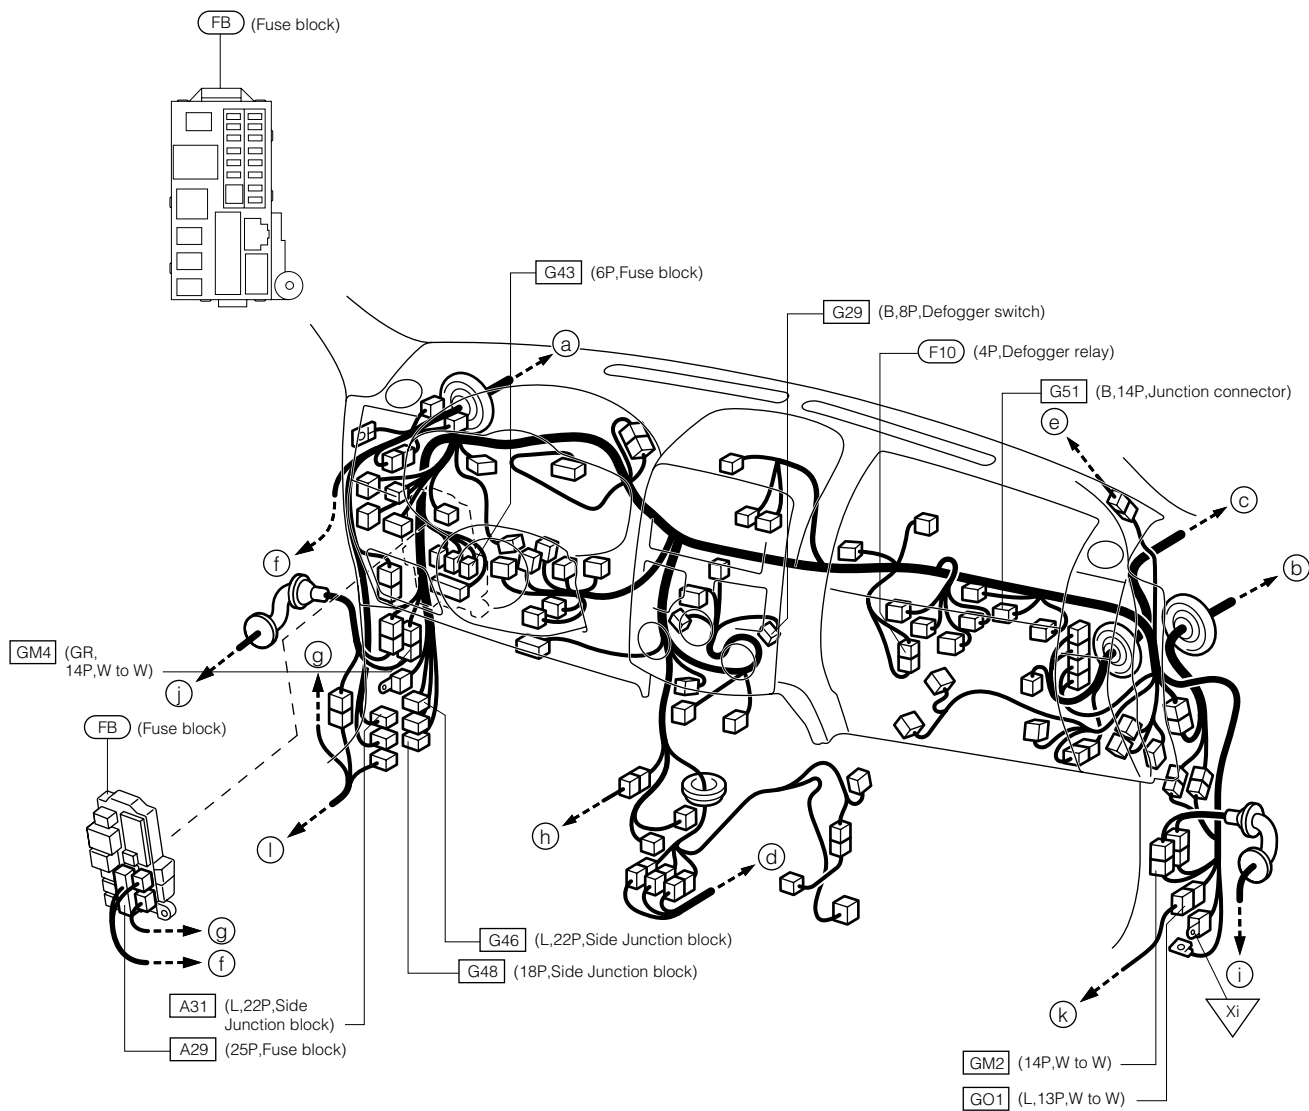 FB (Fuse block)
G43 (6P,Fuse block)
G29 (B,8P,Defogger switch)
a
F10 (4P,Defogger relay)
G51 (B,14P,Junction connector)
e
c
f
b
GM4 (GR,
14P,W to W)
g
j
FB (Fuse block)
h
l
d
g
G46 (L,22P,Side Junction block)
f
G48 (18P,Side Junction block)
i
A31 (L,22P,Side
Junction block)
k
Xi
A29 (25P,Fuse block)
GM2 (14P,W to W)
GO1 (L,13P,W to W)